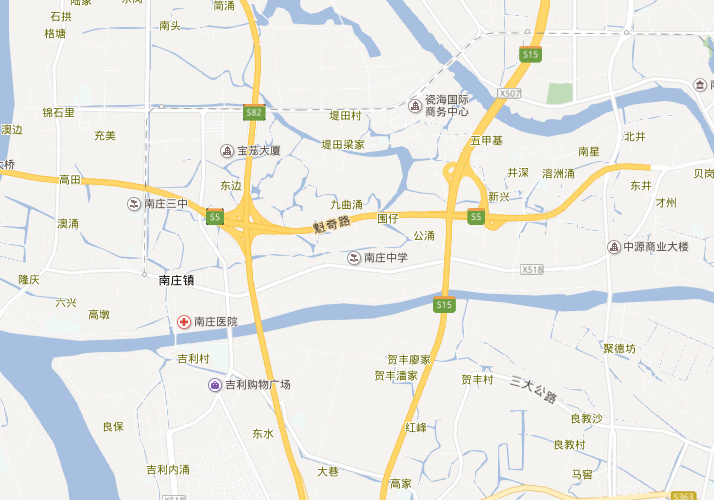 简涌
石拱
南头
格塘
S15
X507
瓷海国际
商务中心
锦石里
S82
堤田村
澳边
充美
五甲基
北井
堤田梁家
宝茏大厦
南星
大桥
井深
溶洲涌
贝岗
高田
东边
东井
新兴
才州
南庄三中
九曲涌
S5
围仔
S5
魁奇路
澳涌
公涌
中源商业大楼
南庄中学
X518
隆庆
南庄镇
六兴
S15
高墩
南庄医院
聚德坊
吉利村
贺丰廖家
贺丰潘家
贺丰村
吉利购物广场
三大公路
良教沙
良保
红峰
东水
良教村
吉利内涌
大巷
马窖
高家
S363
X518